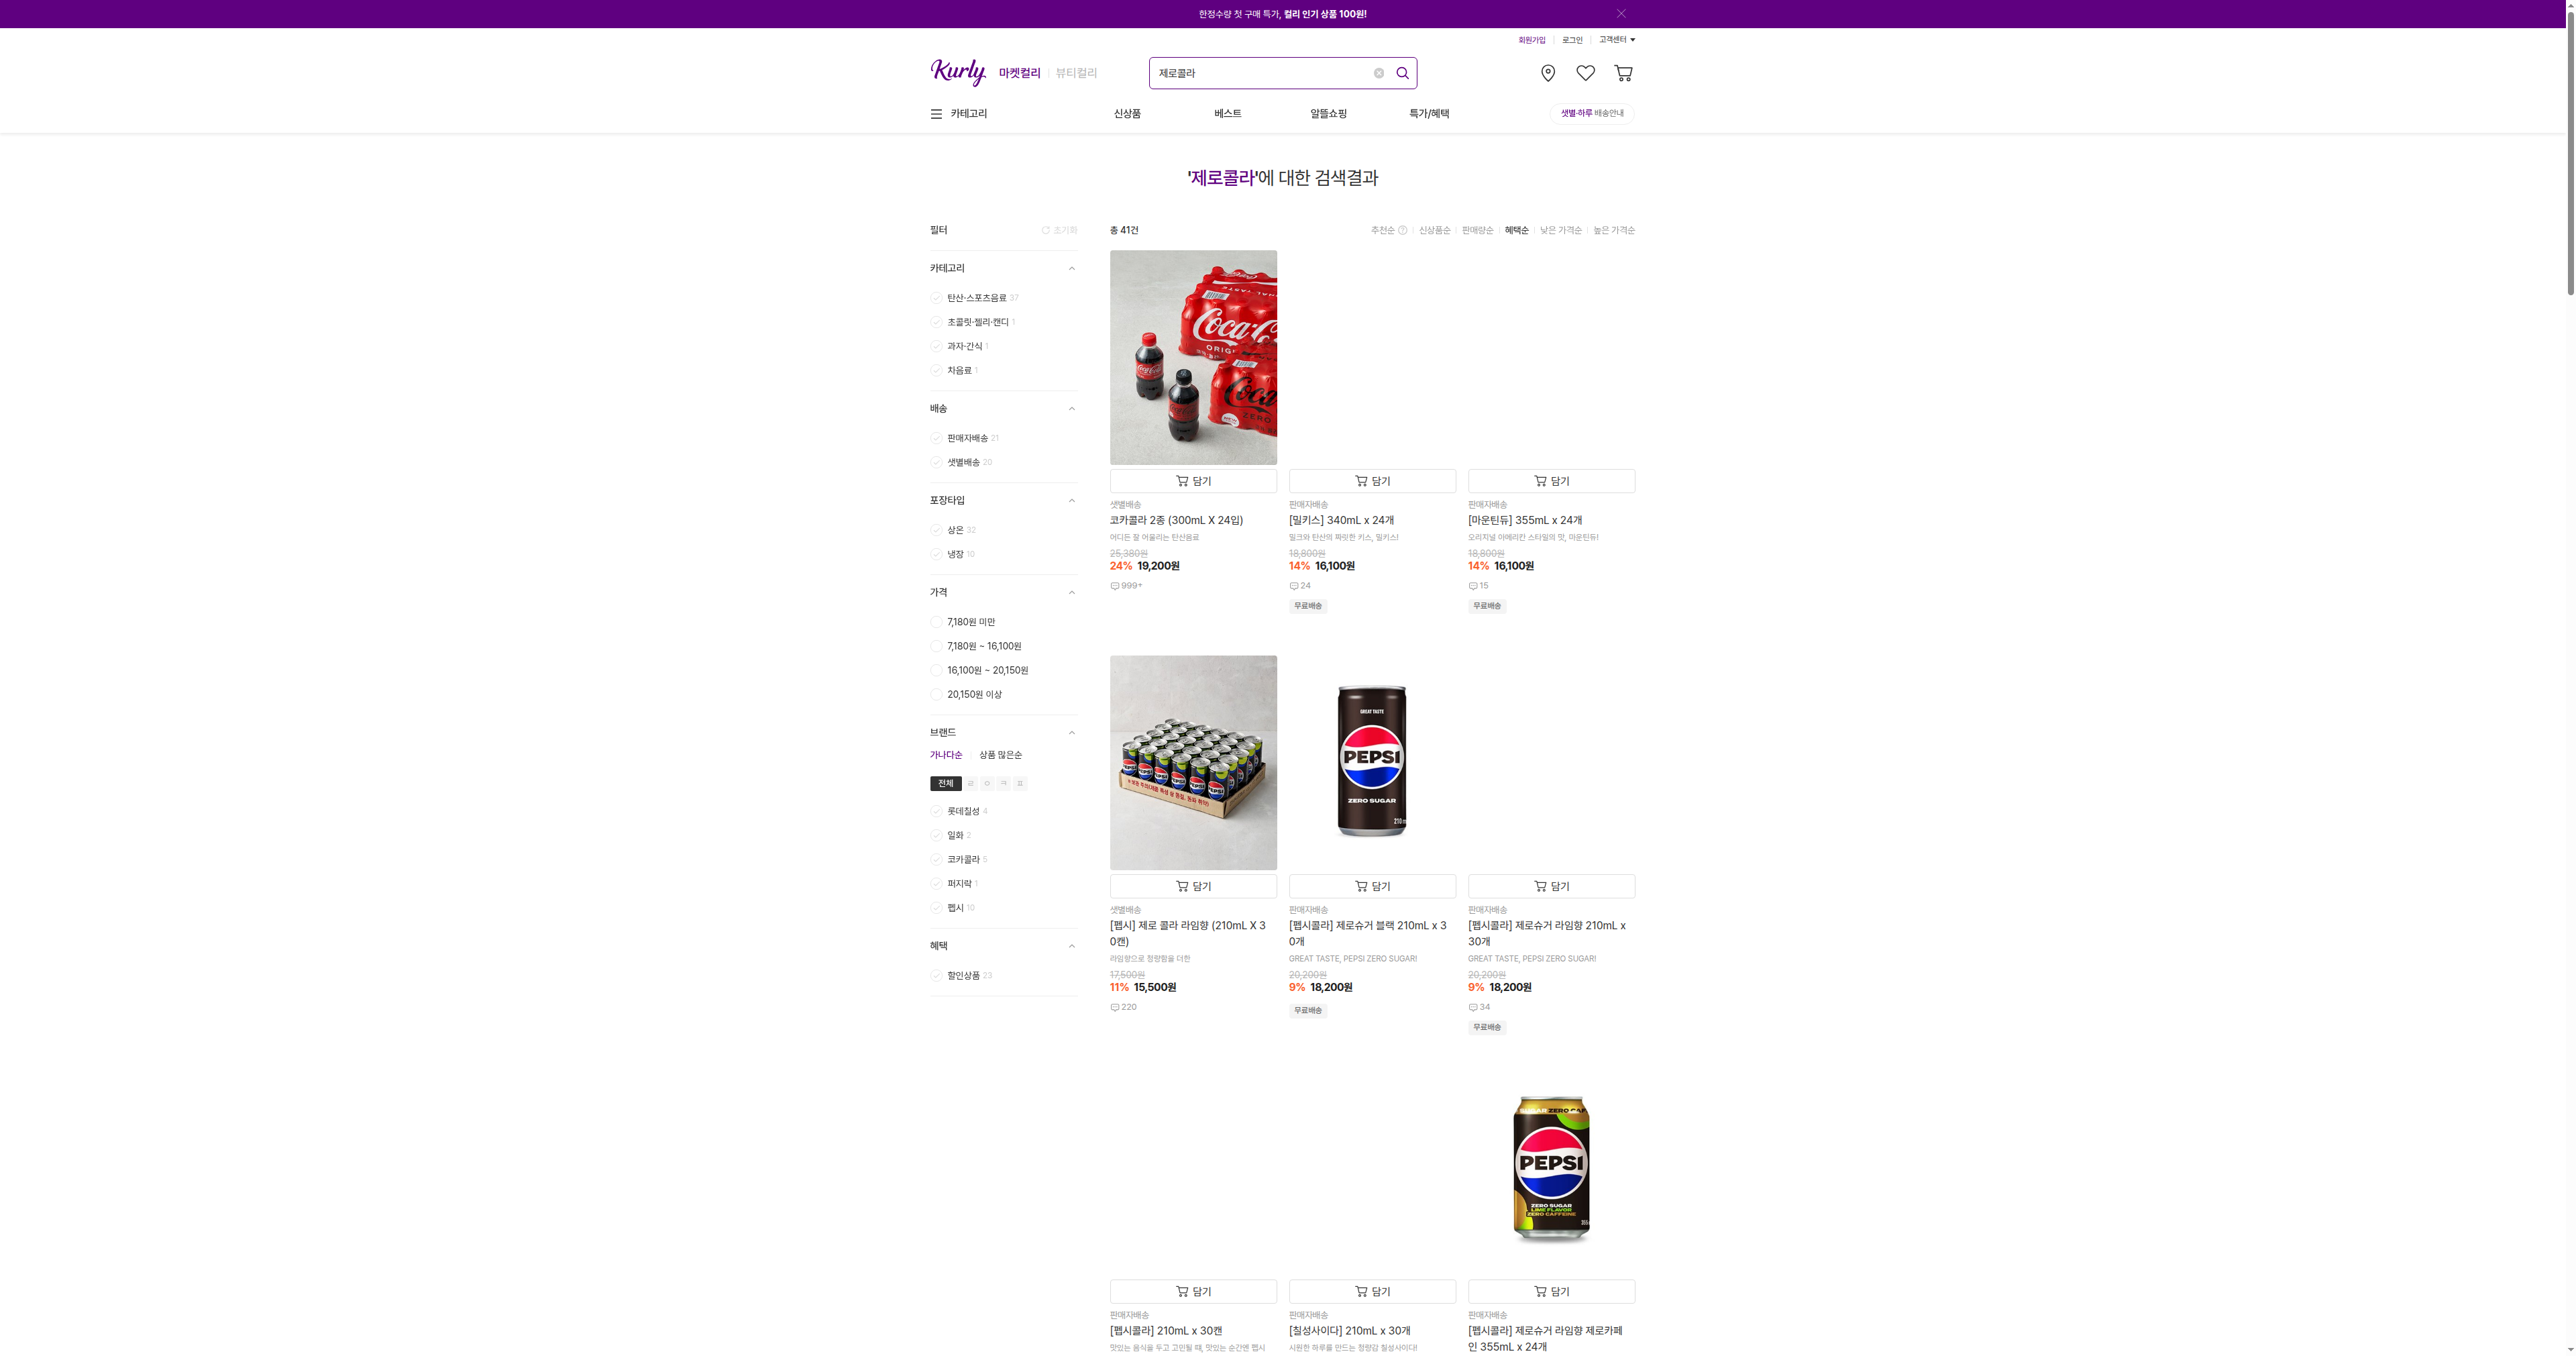 한정수량 첫 구매 특가, 컬리 인기 상품 100원!
회원가입 로그인 고객센터
Kurly 마켓컬리 뷰티컬리
제로콜라
카테고리 신상품 베스트 알뜰쇼핑 특가/혜택 샛별·하루 배송안내
'제로콜라'에 대한 검색결과
필터 초기화
총 41건 추천순 신상품순 판매량순 혜택순 낮은 가격순 높은 가격순
카테고리
탄산·스포츠음료 37
초콜릿·젤리·캔디 1
과자·간식 1
차음료 1
배송
판매자배송 21
샛별배송 20
포장타입
상온 32
냉장 10
가격
7,180원 미만
7,180원 ~ 16,100원
16,100원 ~ 20,150원
20,150원 이상
브랜드
가나다순 상품 많은순
전체 ㄹ ㅇ ㅋ ㅍ
롯데칠성 4
일화 2
코카콜라 5
퍼지락 1
펩시 10
혜택
할인상품 23
Coca-Cola
ORIG
Coca
ZERO
담기
샛별배송
코카콜라 2종 (300mL X 24입)
어디든 잘 어울리는 탄산음료
25,380원
24% 19,200원
999+
담기
판매자배송
[밀키스] 340mL x 24개
밀크와 탄산의 짜릿한 키스, 밀키스!
18,800원
14% 16,100원
24
무료배송
담기
판매자배송
[마운틴듀] 355mL x 24개
오리지널 아메리칸 스타일의 맛, 마운틴듀!
18,800원
14% 16,100원
15
무료배송
담기
샛별배송
[펩시] 제로 콜라 라임향 (210mL X 3
0캔)
라임향으로 청량함을 더한
17,500원
11% 15,500원
220
GREAT TASTE
PEPSI
ZERO SUGAR
담기
판매자배송
[펩시콜라] 제로슈거 블랙 210mL x 3
0개
GREAT TASTE, PEPSI ZERO SUGAR!
20,200원
9% 18,200원
무료배송
담기
판매자배송
[펩시콜라] 제로슈거 라임향 210mL x
30개
GREAT TASTE, PEPSI ZERO SUGAR!
20,200원
9% 18,200원
34
무료배송
담기
판매자배송
[펩시콜라] 210mL x 30캔
맛있는 음식을 두고 고민될 때, 맛있는 순간엔 펩시
담기
판매자배송
[칠성사이다] 210mL x 30개
시원한 하루를 만드는 청량감 칠성사이다!
PEPSI
ZERO SUGAR
LIME FLAVOR
ZERO CAFFEINE
담기
판매자배송
[펩시콜라] 제로슈거 라임향 제로카페
인 355mL x 24개